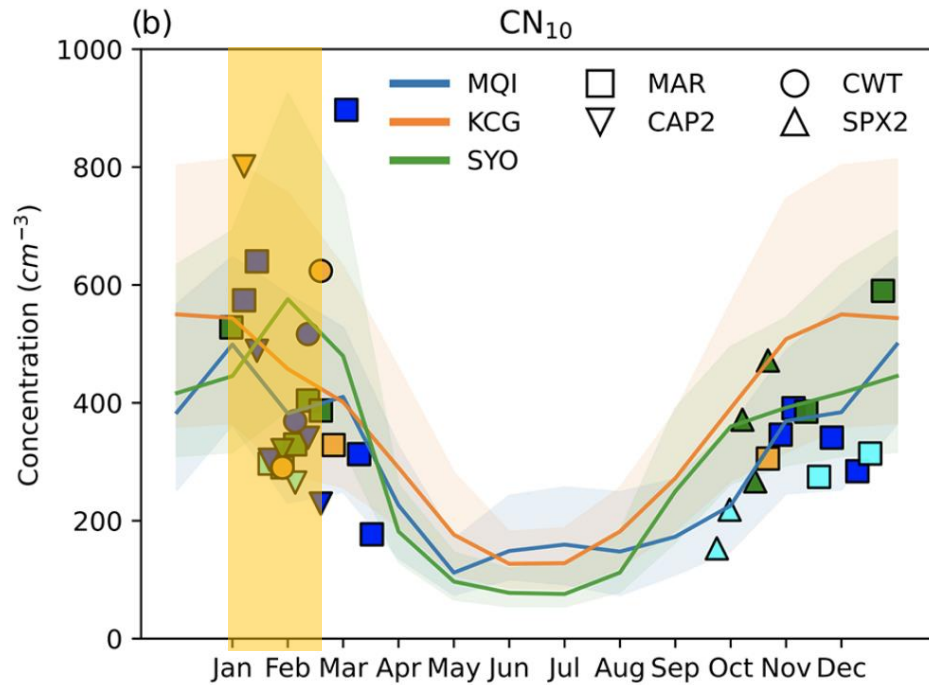 (b) CN₁₀
1000
800
600
400
200
0
Concentration (cm⁻³)
MQI
KCG
SYO
MAR
CAP2
CWT
SPX2
Jan Feb Mar Apr May Jun Jul Aug Sep Oct Nov Dec